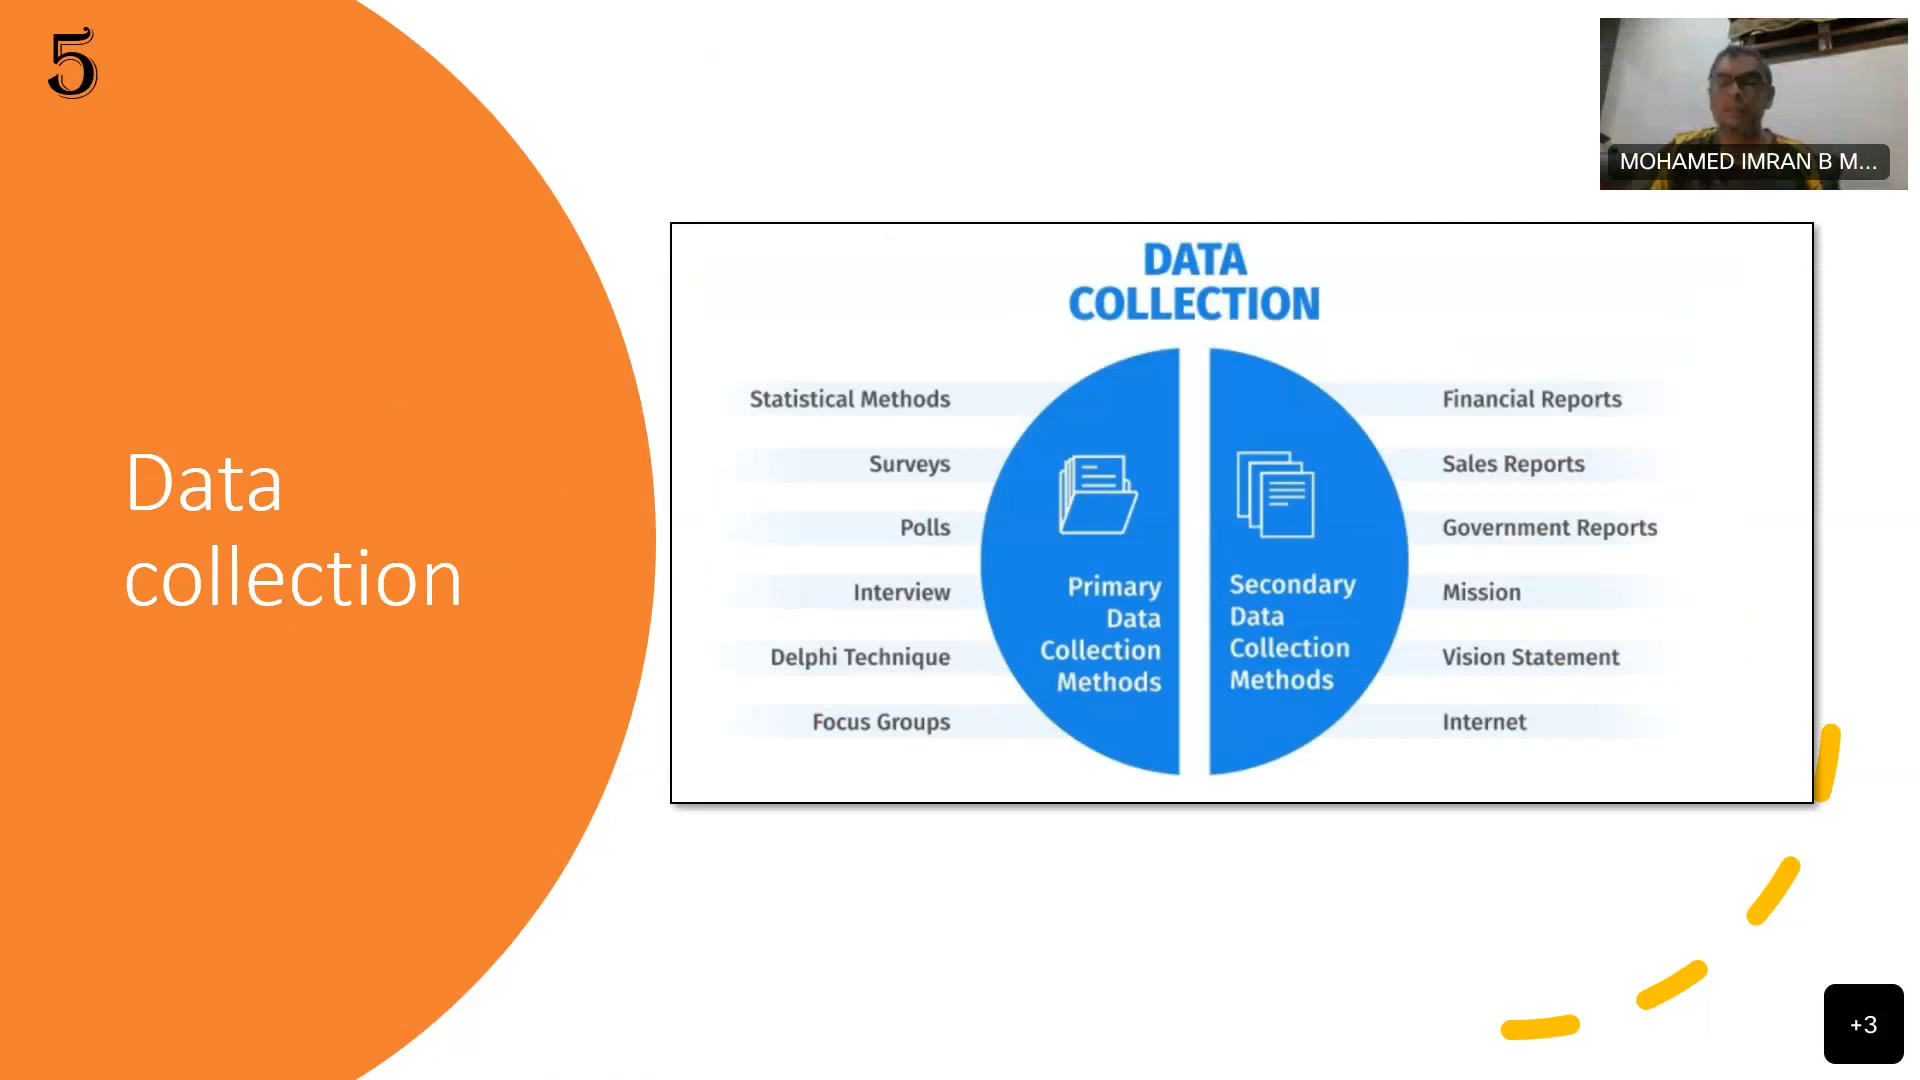 5
MOHAMED IMRAN B M...
Data
collection
DATA
COLLECTION
Statistical Methods
Surveys
Polls
Interview
Delphi Technique
Focus Groups
Primary
Data
Collection
Methods
Secondary
Data
Collection
Methods
Financial Reports
Sales Reports
Government Reports
Mission
Vision Statement
Internet
+3